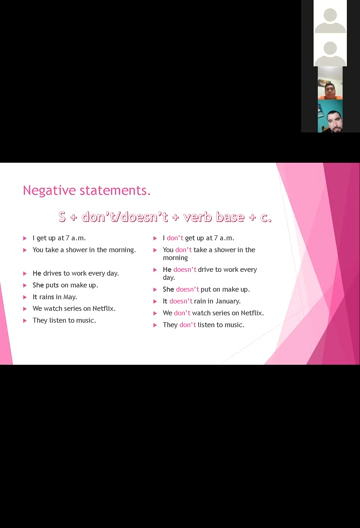 Negative statements.
S + don't/doesn't + verb base + c.
I get up at 7 a.m.
You take a shower in the morning.
He drives to work every day.
She puts on make up.
It rains in May.
We watch series on Netflix.
They listen to music.
I don't get up at 7 a.m.
You don't take a shower in the
morning
He doesn't drive to work every
day.
She doesn't put on make up.
It doesn't rain in January.
We don't watch series on Netflix.
They don't listen to music.